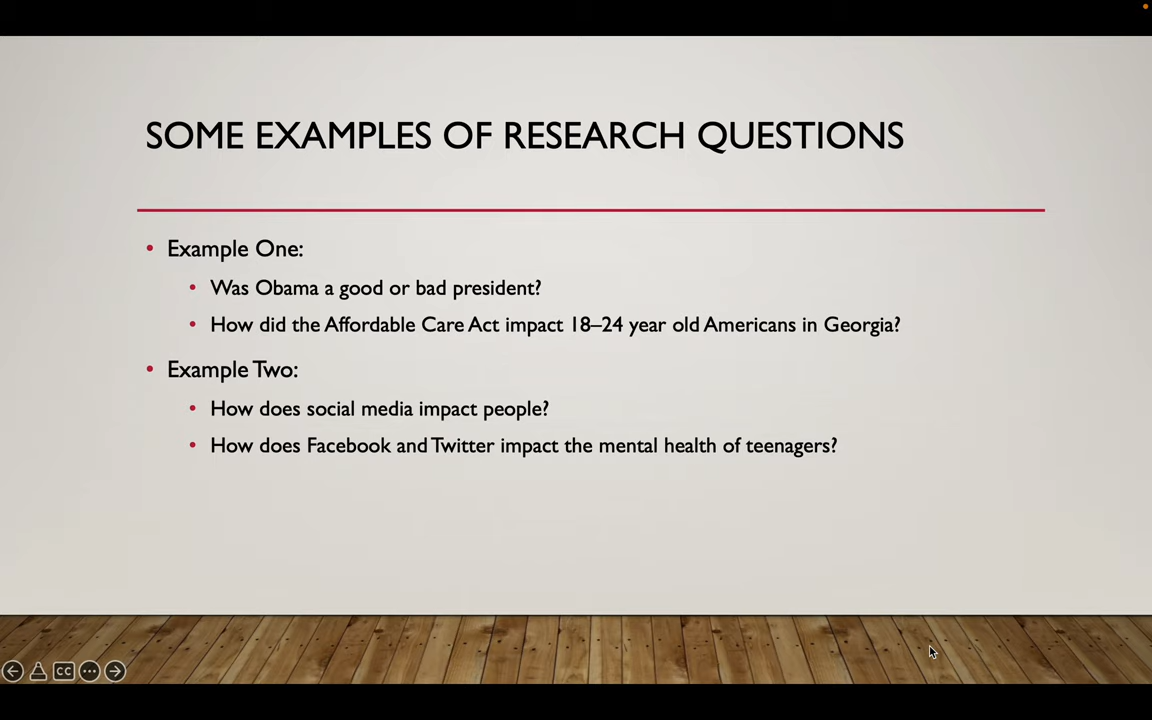 SOME EXAMPLES OF RESEARCH QUESTIONS
• Example One:
• Was Obama a good or bad president?
• How did the Affordable Care Act impact 18–24 year old Americans in Georgia?
• Example Two:
• How does social media impact people?
• How does Facebook and Twitter impact the mental health of teenagers?
CC